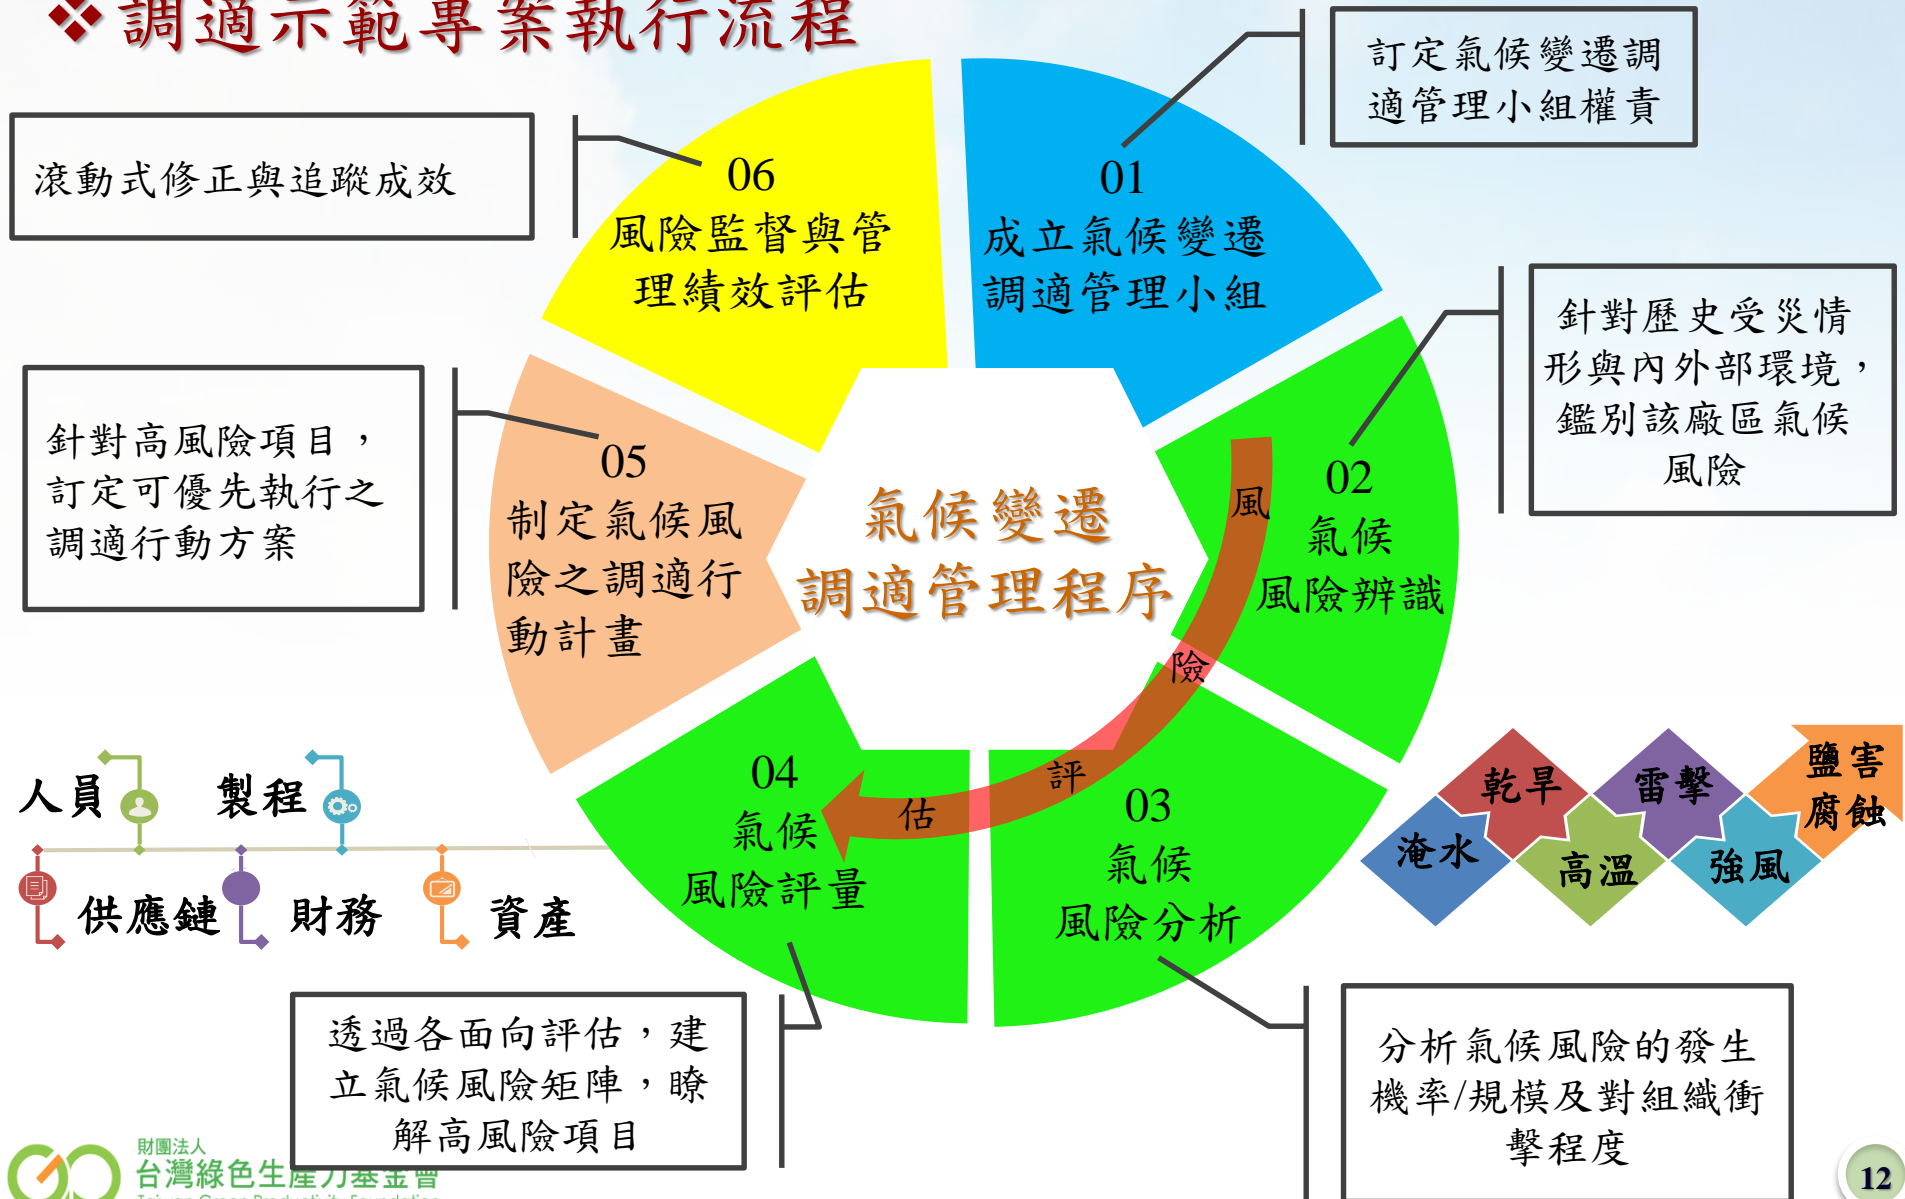 調適示範專案執行流程
訂定氣候變遷調
適管理小組權責
滾動式修正與追蹤成效
06
風險監督與管
理績效評估
01
成立氣候變遷
調適管理小組
針對歷史受災情
形與內外部環境，
鑑別該廠區氣候
風險
針對高風險項目，
訂定可優先執行之
調適行動方案
05
制定氣候風
險之調適行
動計畫
氣候變遷
調適管理程序
02
氣候
風險辨識
風
險
評
估
04
氣候
風險評量
03
氣候
風險分析
人員
製程
供應鏈
財務
資產
淹水
乾旱
高溫
雷擊
強風
鹽害
腐蝕
透過各面向評估，建
立氣候風險矩陣，瞭
解高風險項目
分析氣候風險的發生
機率/規模及對組織衝
擊程度
財團法人
台灣綠色生產力基金會
Taiwan Green Productivity Foundation
12